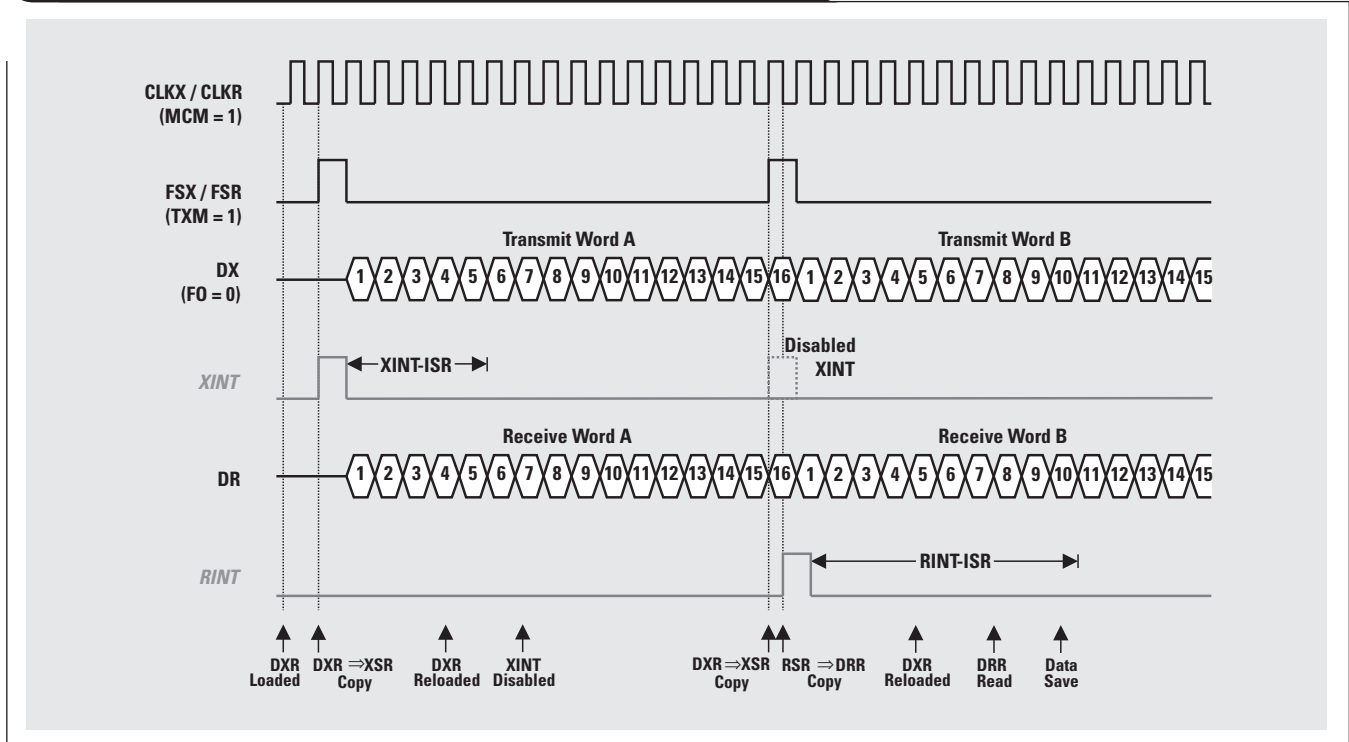 CLKX / CLKR
(MCM = 1)
FSX / FSR
(TXM = 1)
Transmit Word A
Transmit Word B
DX
(FO = 0)
1 2 3 4 5 6 7 8 9 10 11 12 13 14 15 16 1 2 3 4 5 6 7 8 9 10 11 12 13 14 15
Disabled
XINT
XINT-ISR
XINT
Receive Word A
Receive Word B
DR
1 2 3 4 5 6 7 8 9 10 11 12 13 14 15 16 1 2 3 4 5 6 7 8 9 10 11 12 13 14 15
RINT
RINT-ISR
DXR
Loaded
DXR ⇒XSR
Copy
DXR
Reloaded
XINT
Disabled
DXR⇒XSR
Copy
RSR ⇒DRR
Copy
DXR
Reloaded
DRR
Read
Data
Save